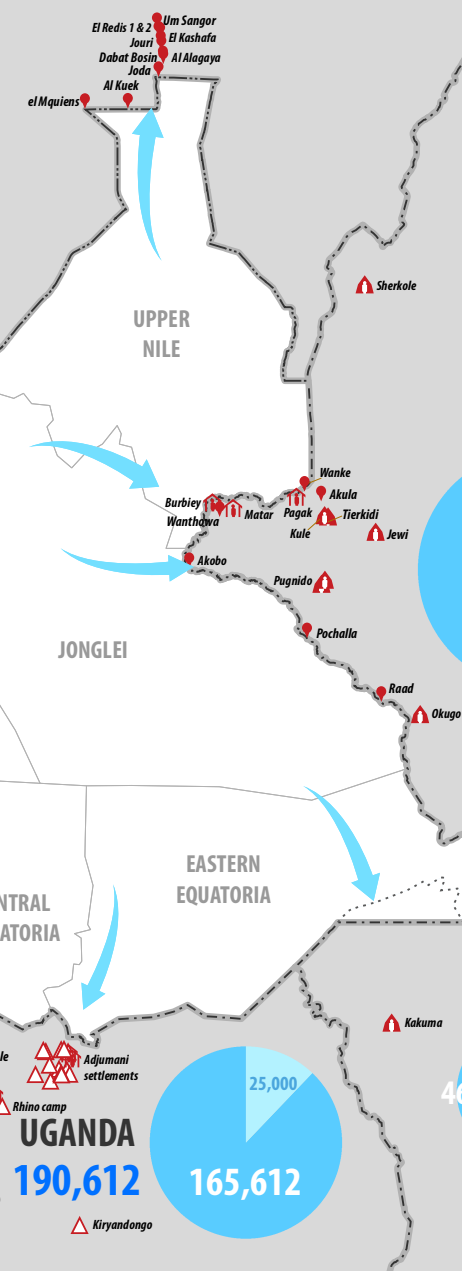 Um Sangor
El Redis 1 & 2
El Kashafa
Jouri
Dabat Bosin
Al Alagaya
Joda
Al Kuek
el Mquiens
Sherkole
UPPER
NILE
Wanke
Akula
Burbiey
Pagak
Tierkidi
Matar
Wanthowa
Kule
Jewi
Akobo
Pugnido
Pochalla
JONGLEI
Raad
Okugo
EASTERN
EQUATORIA
NTRAL
ATORIA
Kakuma
le
Adjumani
settlements
25,000
46
Rhino camp
UGANDA
190,612
165,612
Kiryandongo